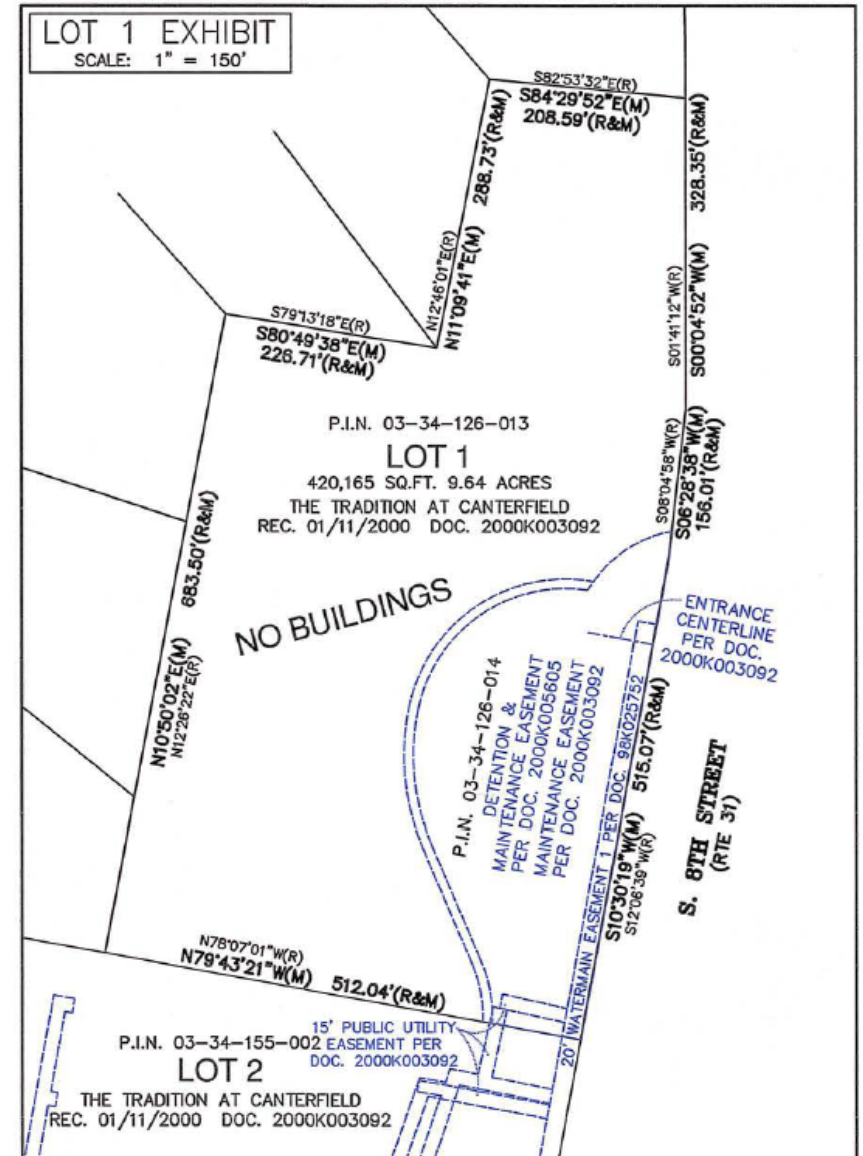 LOT 1 EXHIBIT
SCALE: 1" = 150'
S82°53'32"E(R)
S84°29'52"E(M)
208.59'(R&M)
288.73'(R&M)
N12°46'01"E(R)
N11°09'41"E(M)
328.35'(R&M)
S01°41'12"W(R)
S00°04'52"W(M)
S79°13'18"E(R)
S80°49'38"E(M)
226.71'(R&M)
P.I.N. 03-34-126-013
LOT 1
420,165 SQ.FT. 9.64 ACRES
THE TRADITION AT CANTERFIELD
REC. 01/11/2000 DOC. 2000K003092
S08°04'58"W(R)
S06°28'38"W(M)
156.01'(R&M)
683.50'(R&M)
N10°50'02"E(M)
N12°26'22"E(R)
NO BUILDINGS
ENTRANCE
CENTERLINE
PER DOC.
2000K003092
P.I.N. 03-34-126-014
DETENTION &
MAINTENANCE EASEMENT
PER DOC. 2000K005605
MAINTENANCE EASEMENT
PER DOC. 2000K003092
20' WATERMAIN EASEMENT 1 PER DOC. 98K025752
S10°30'19"W(M) 515.07'(R&M)
S12°06'39"W(R)
S. 8TH STREET
(RTE 31)
N78°07'01"W(R)
N79°43'21"W(M) 512.04'(R&M)
15' PUBLIC UTILITY
EASEMENT PER
DOC. 2000K003092
P.I.N. 03-34-155-002
LOT 2
THE TRADITION AT CANTERFIELD
REC. 01/11/2000 DOC. 2000K003092